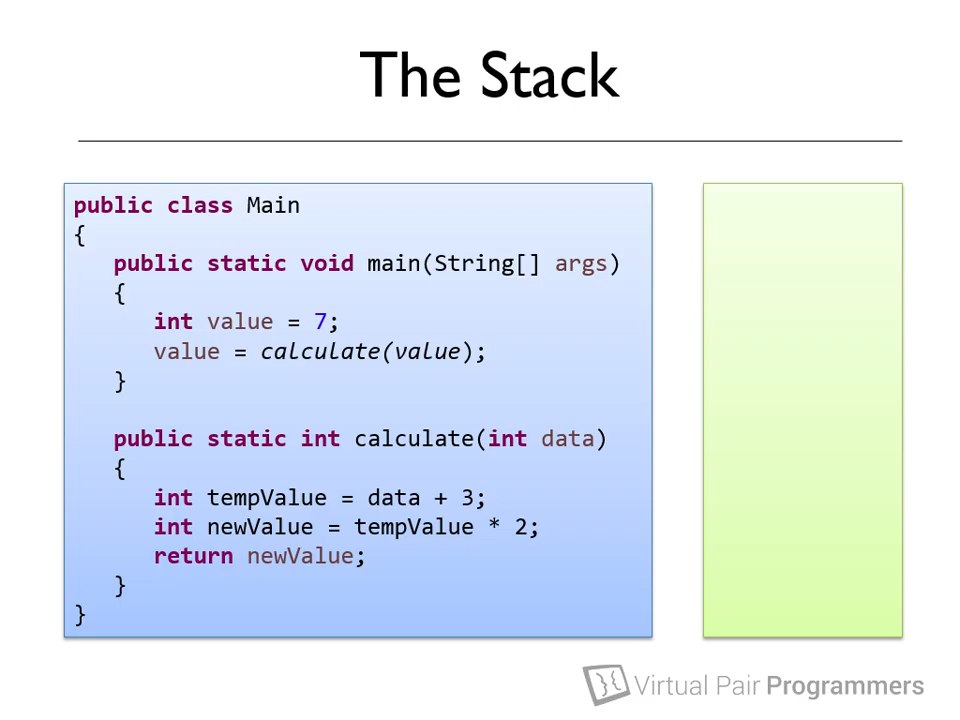 The Stack
public class Main
{
   public static void main(String[] args)
   {
      int value = 7;
      value = calculate(value);
   }

   public static int calculate(int data)
   {
      int tempValue = data + 3;
      int newValue = tempValue * 2;
      return newValue;
   }
}
Virtual Pair Programmers